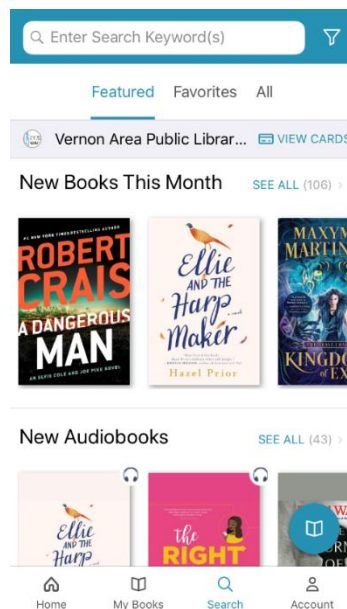 Enter Search Keyword(s)
Featured Favorites All
Vernon Area Public Librar... VIEW CARDS
New Books This Month SEE ALL (106) >
#1 NEW YORK TIMES BESTSELLING AUTHOR
ROBERT
CRAIS
A DANGEROUS
MAN
AN ELVIS COLE AND JOE PIKE NOVEL
Ellie
AND THE
Harp
a novel
Maker
Hazel Prior
MAXYM
MARTIN
KINGDO
of EX
New Audiobooks SEE ALL (43) >
Ellie
AND THE
Harp
the
RIGHT
Home My Books Search Account